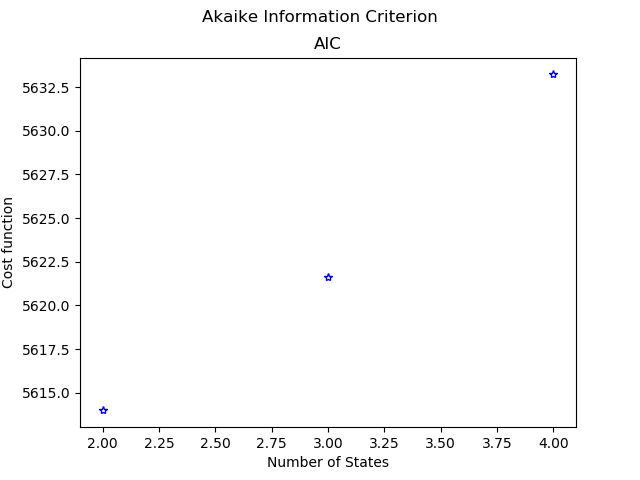 Akaike Information Criterion
AIC
5632.5
5630.0
5627.5
5625.0
5622.5
5620.0
5617.5
5615.0
Cost function
2.00 2.25 2.50 2.75 3.00 3.25 3.50 3.75 4.00
Number of States